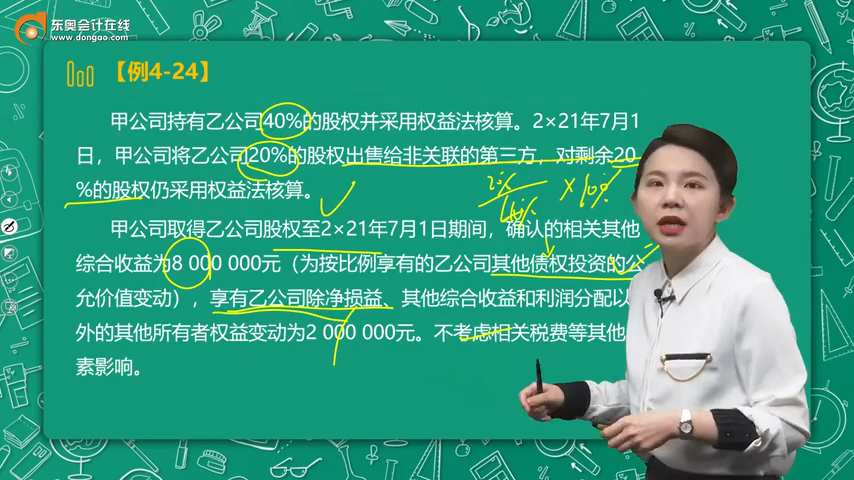 东奥会计在线
www.dongao.com
【例4-24】
甲公司持有乙公司40%的股权并采用权益法核算。2×21年7月1
日，甲公司将乙公司20%的股权出售给非关联的第三方，对剩余20
%的股权仍采用权益法核算。
20%
40%
×100%
甲公司取得乙公司股权至2×21年7月1日期间，确认的相关其他
综合收益为8 000 000元（为按比例享有的乙公司其他债权投资的公
允价值变动），享有乙公司除净损益、其他综合收益和利润分配以
外的其他所有者权益变动为2 000 000元。不考虑相关税费等其他
素影响。